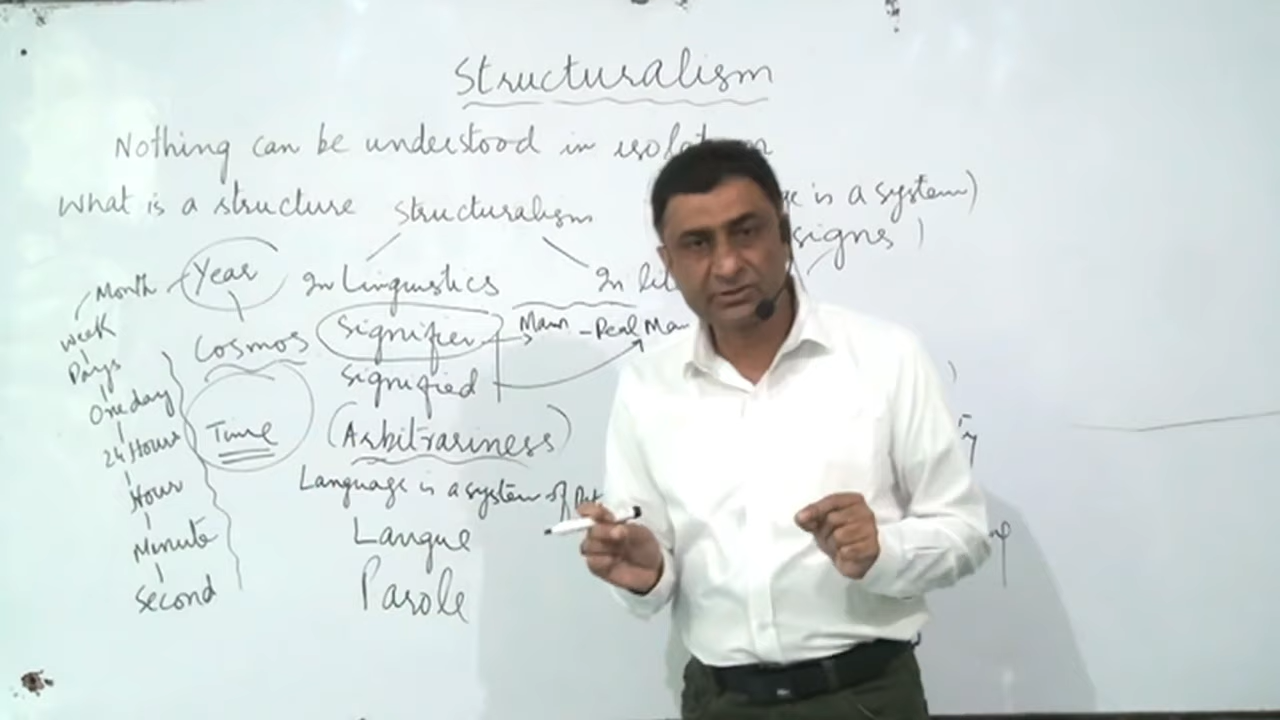 Structuralism
Nothing can be understood in
What is a structure
Structuralism
is a system)
signs)
Month
Year
In Linguistics
In
Week
Cosmos
Signifier
Man - Real Man
Days
Signified
One day
Time
(Arbitrariness)
24 Hours
Language is a system of
Hour
Langue
Minute
Parole
Second